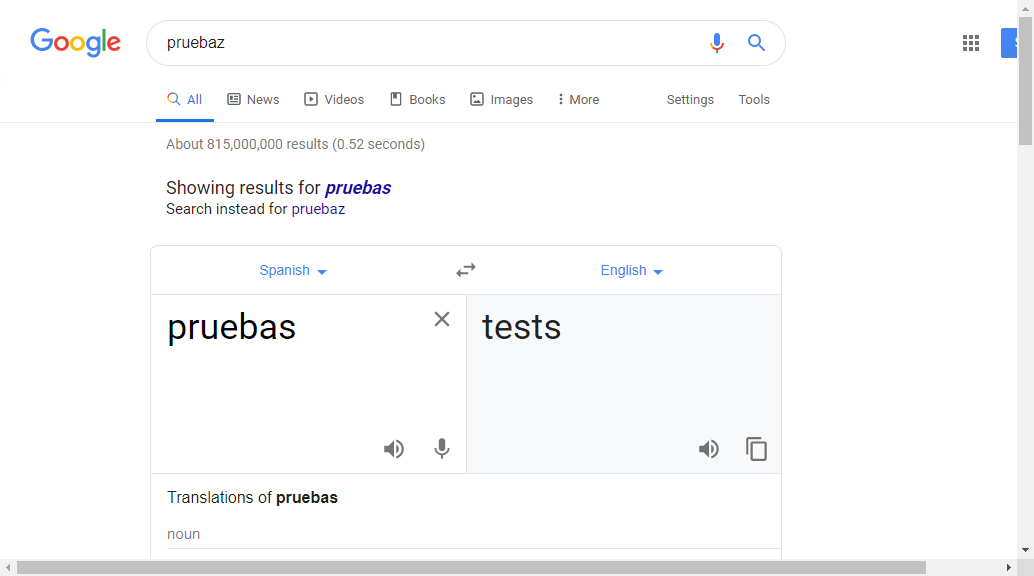 Google
pruebaz
All News Videos Books Images More Settings Tools
About 815,000,000 results (0.52 seconds)
Showing results for pruebas
Search instead for pruebaz
Spanish English
pruebas tests
Translations of pruebas
noun